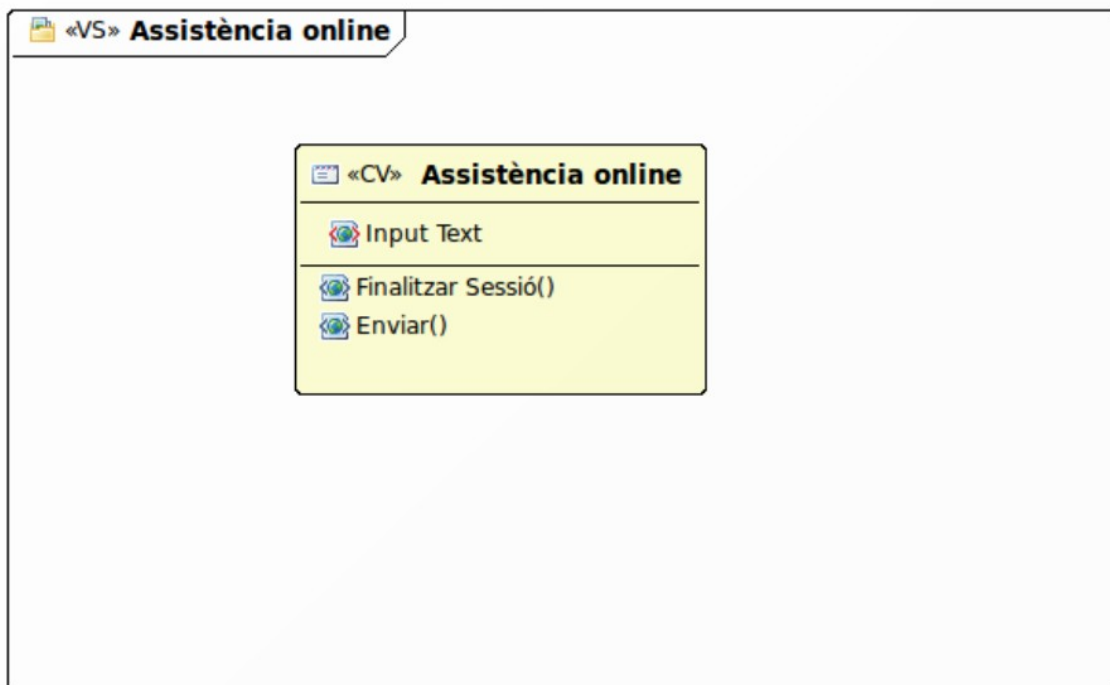 «VS» Assistència online
«CV» Assistència online
Input Text
Finalitzar Sessió()
Enviar()